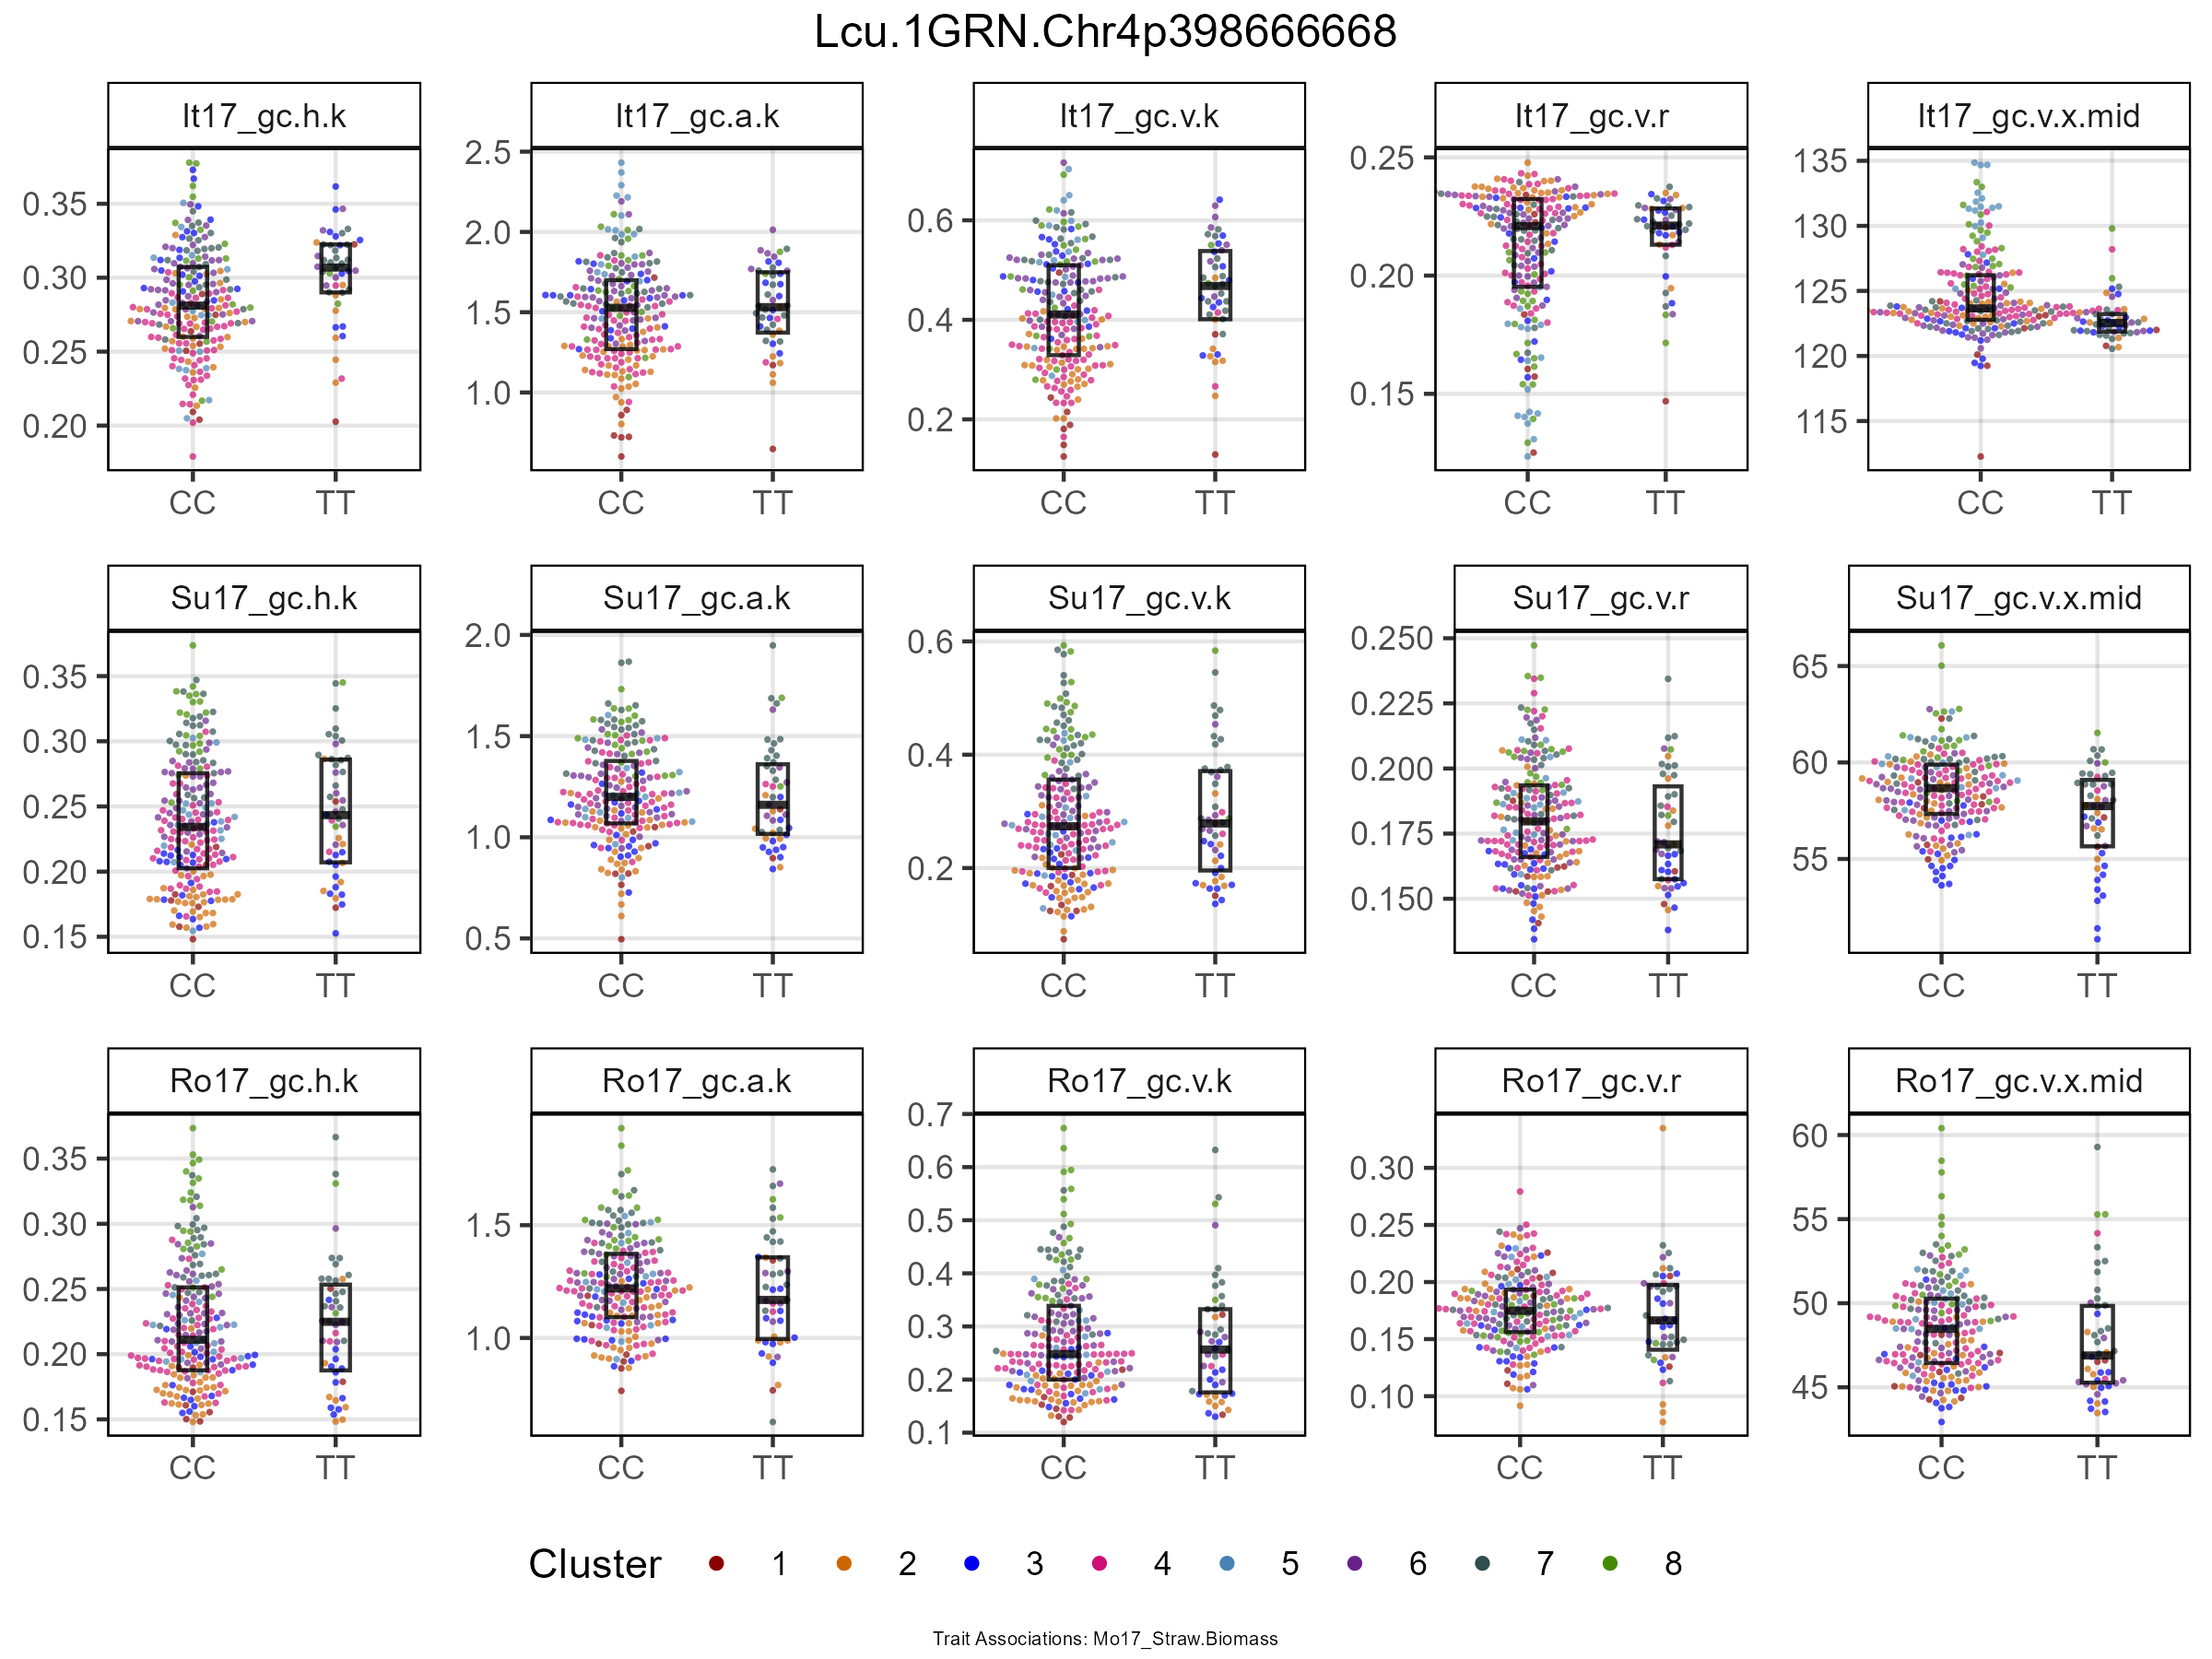 Lcu.1GRN.Chr4p398666668
It17_gc.h.k
It17_gc.a.k
It17_gc.v.k
It17_gc.v.r
It17_gc.v.x.mid
0.35
0.30
0.25
0.20
CC TT
2.5
2.0
1.5
1.0
CC TT
0.6
0.4
0.2
CC TT
0.25
0.20
0.15
CC TT
135
130
125
120
115
CC TT
Su17_gc.h.k
Su17_gc.a.k
Su17_gc.v.k
Su17_gc.v.r
Su17_gc.v.x.mid
0.35
0.30
0.25
0.20
0.15
CC TT
2.0
1.5
1.0
0.5
CC TT
0.6
0.4
0.2
CC TT
0.250
0.225
0.200
0.175
0.150
CC TT
65
60
55
CC TT
Ro17_gc.h.k
Ro17_gc.a.k
Ro17_gc.v.k
Ro17_gc.v.r
Ro17_gc.v.x.mid
0.35
0.30
0.25
0.20
0.15
CC TT
1.5
1.0
CC TT
0.7
0.6
0.5
0.4
0.3
0.2
0.1
CC TT
0.30
0.25
0.20
0.15
0.10
CC TT
60
55
50
45
CC TT
Cluster 1 2 3 4 5 6 7 8
Trait Associations: Mo17_Straw.Biomass